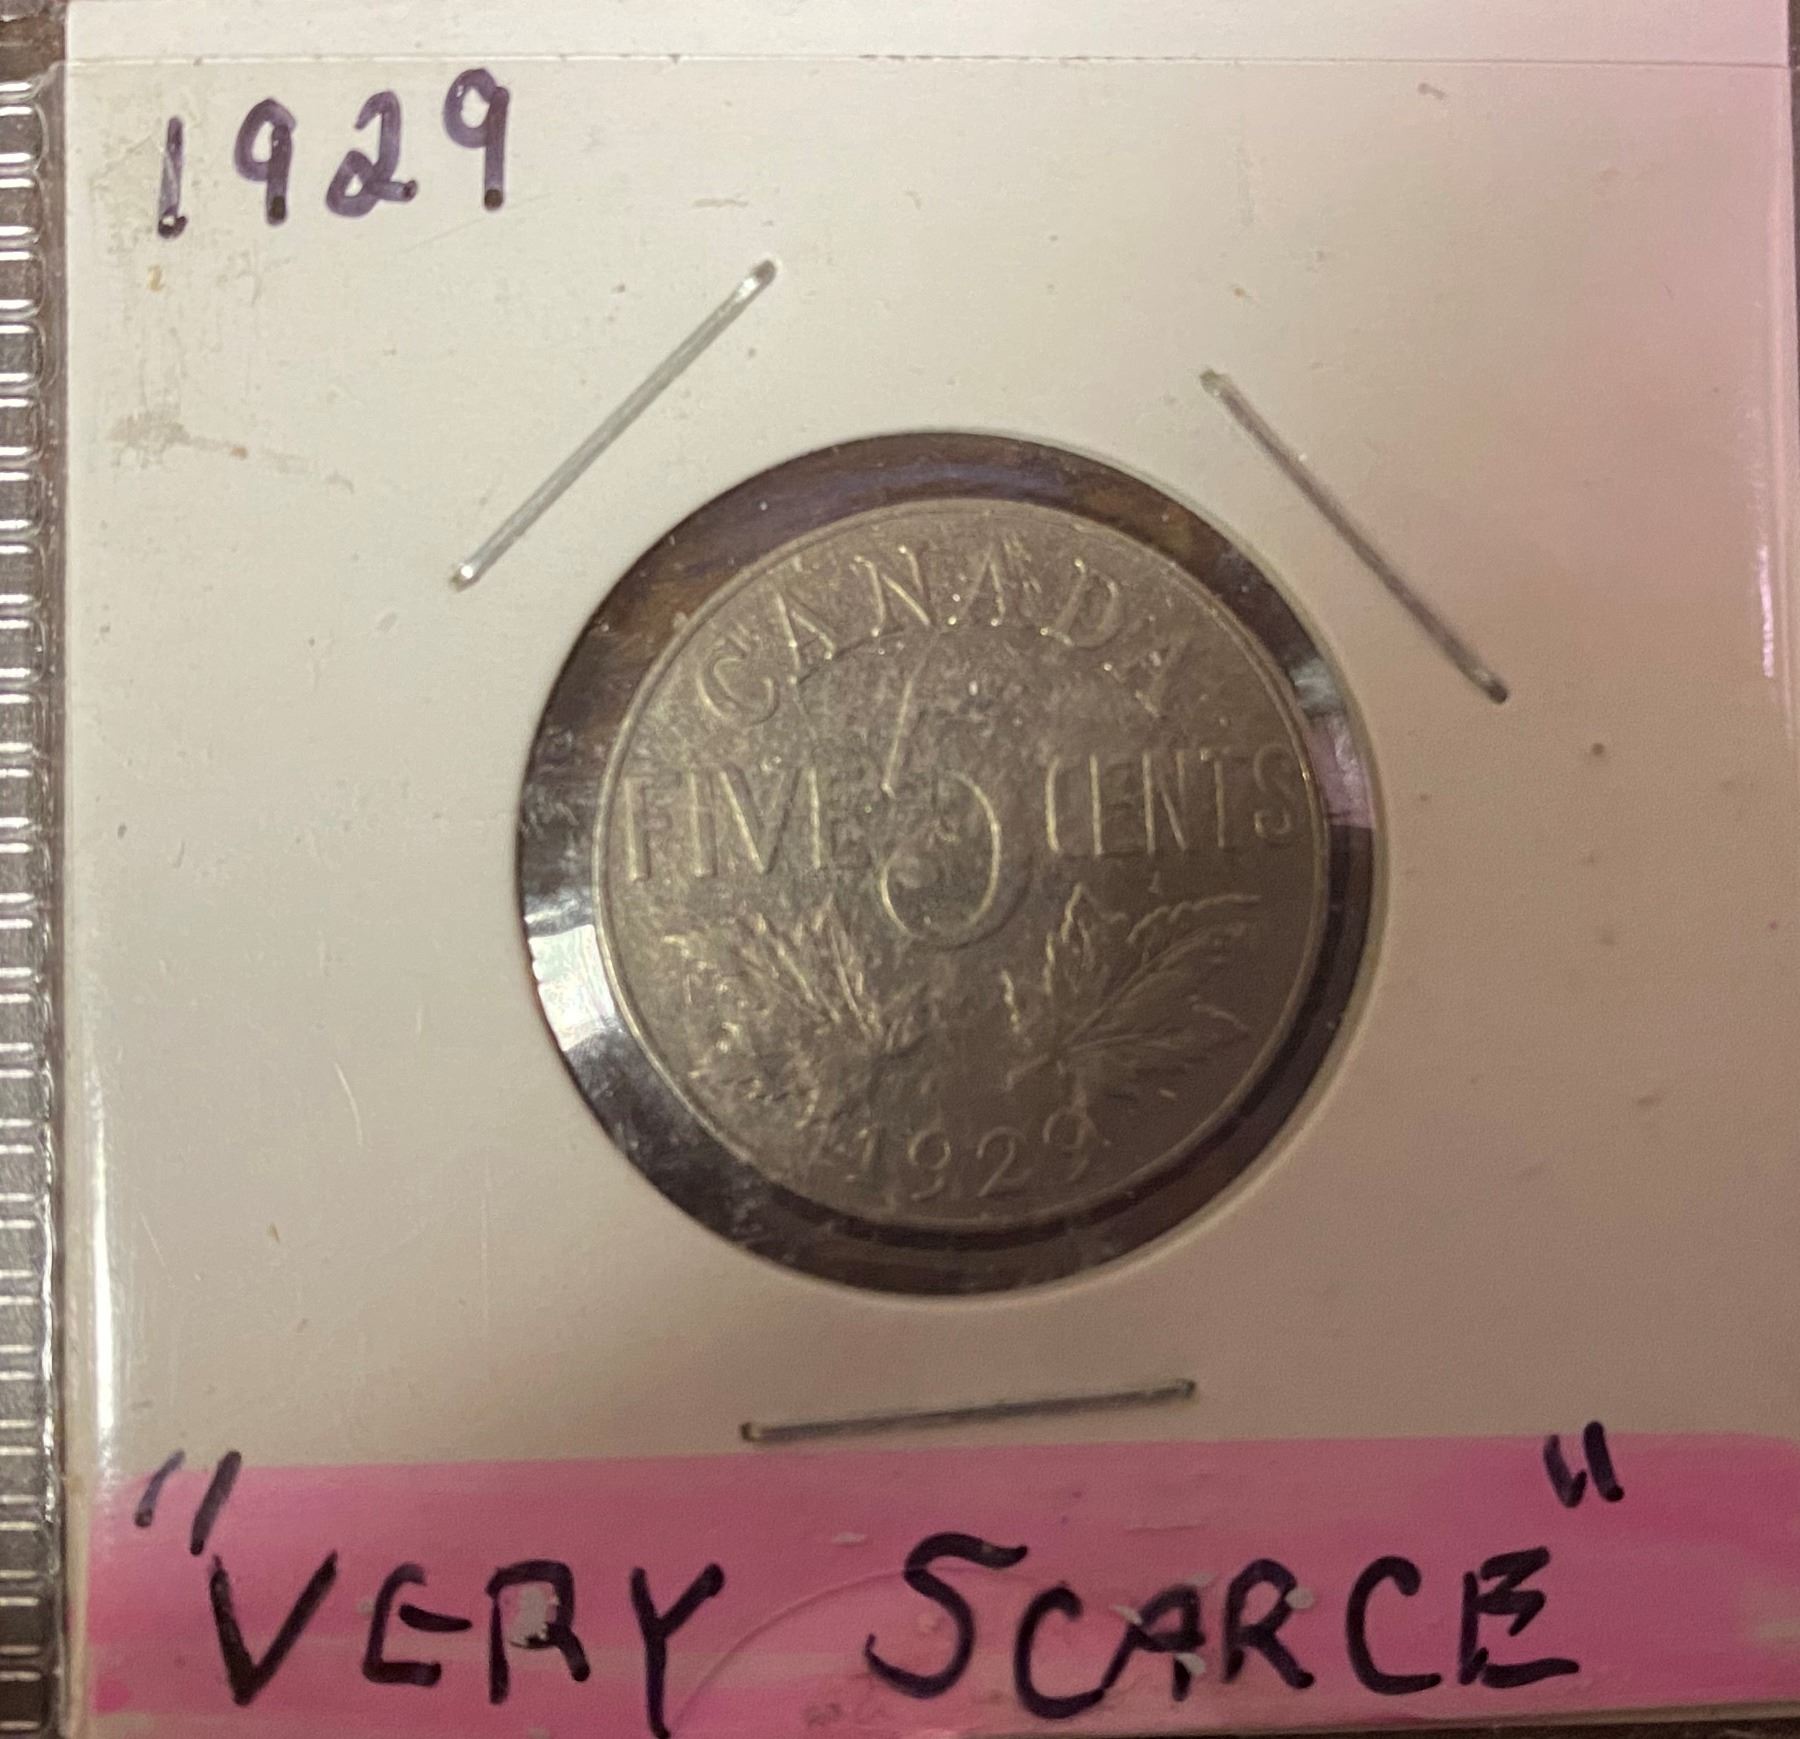 1929
CANADA
FIVE 5 CENTS
1929
"VERY SCARCE"